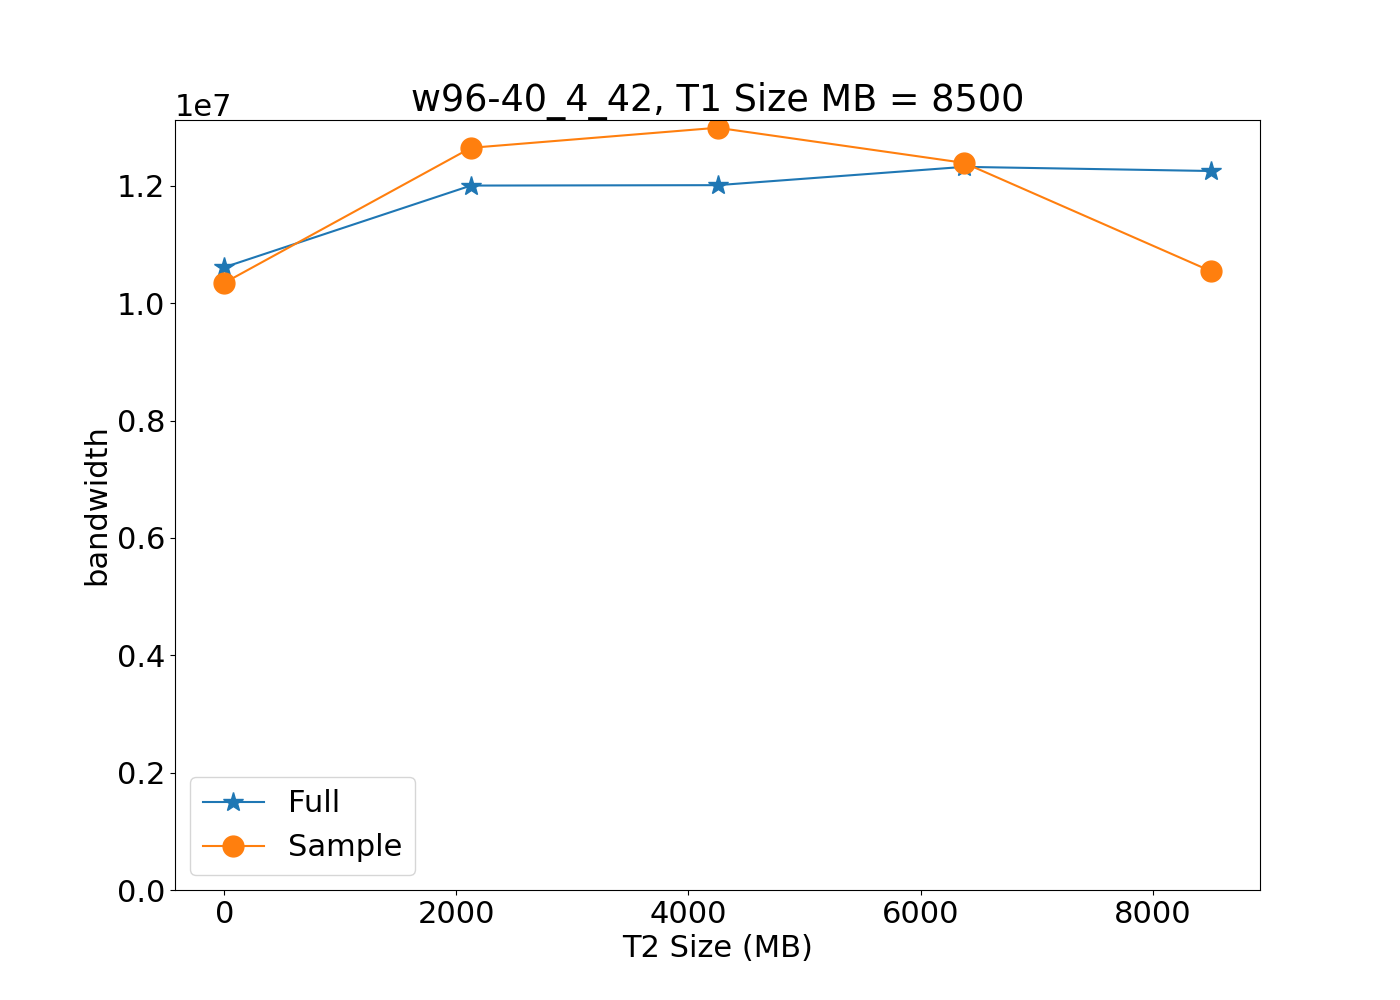 w96-40_4_42, T1 Size MB = 8500
1e7
1.2
1.0
0.8
0.6
0.4
0.2
0.0
bandwidth
Full
Sample
0 2000 4000 6000 8000
T2 Size (MB)